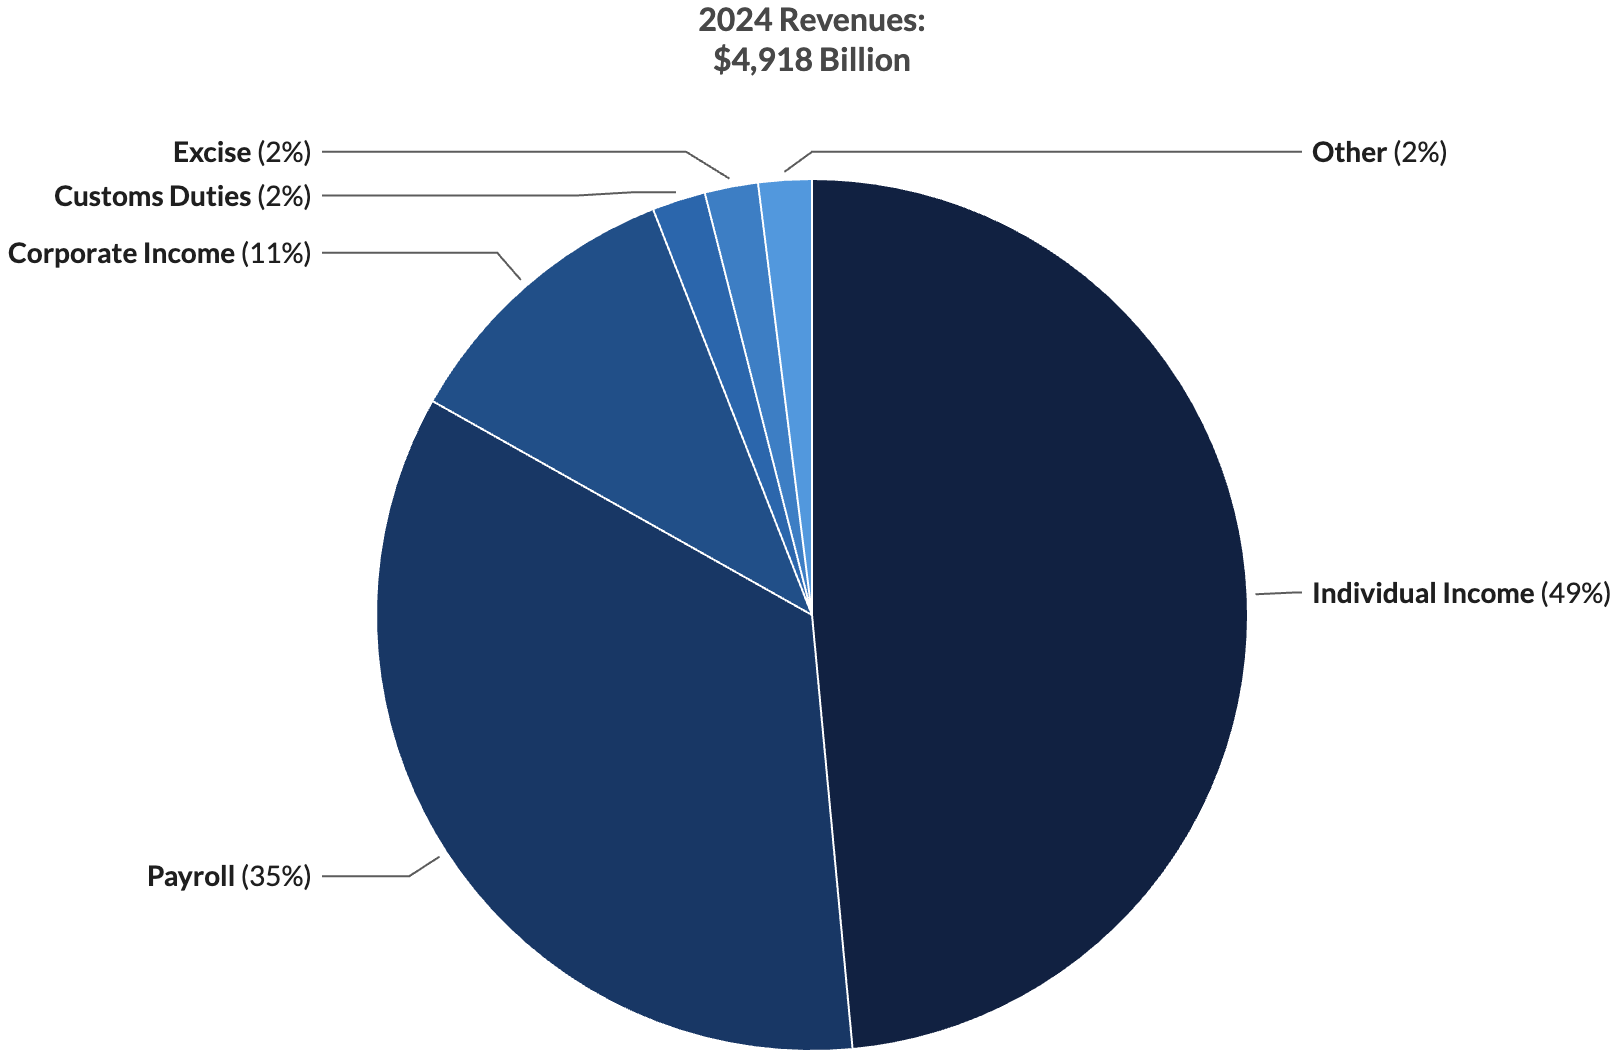 2024 Revenues:
$4,918 Billion
Excise (2%)
Other (2%)
Customs Duties (2%)
Corporate Income (11%)
Individual Income (49%)
Payroll (35%)